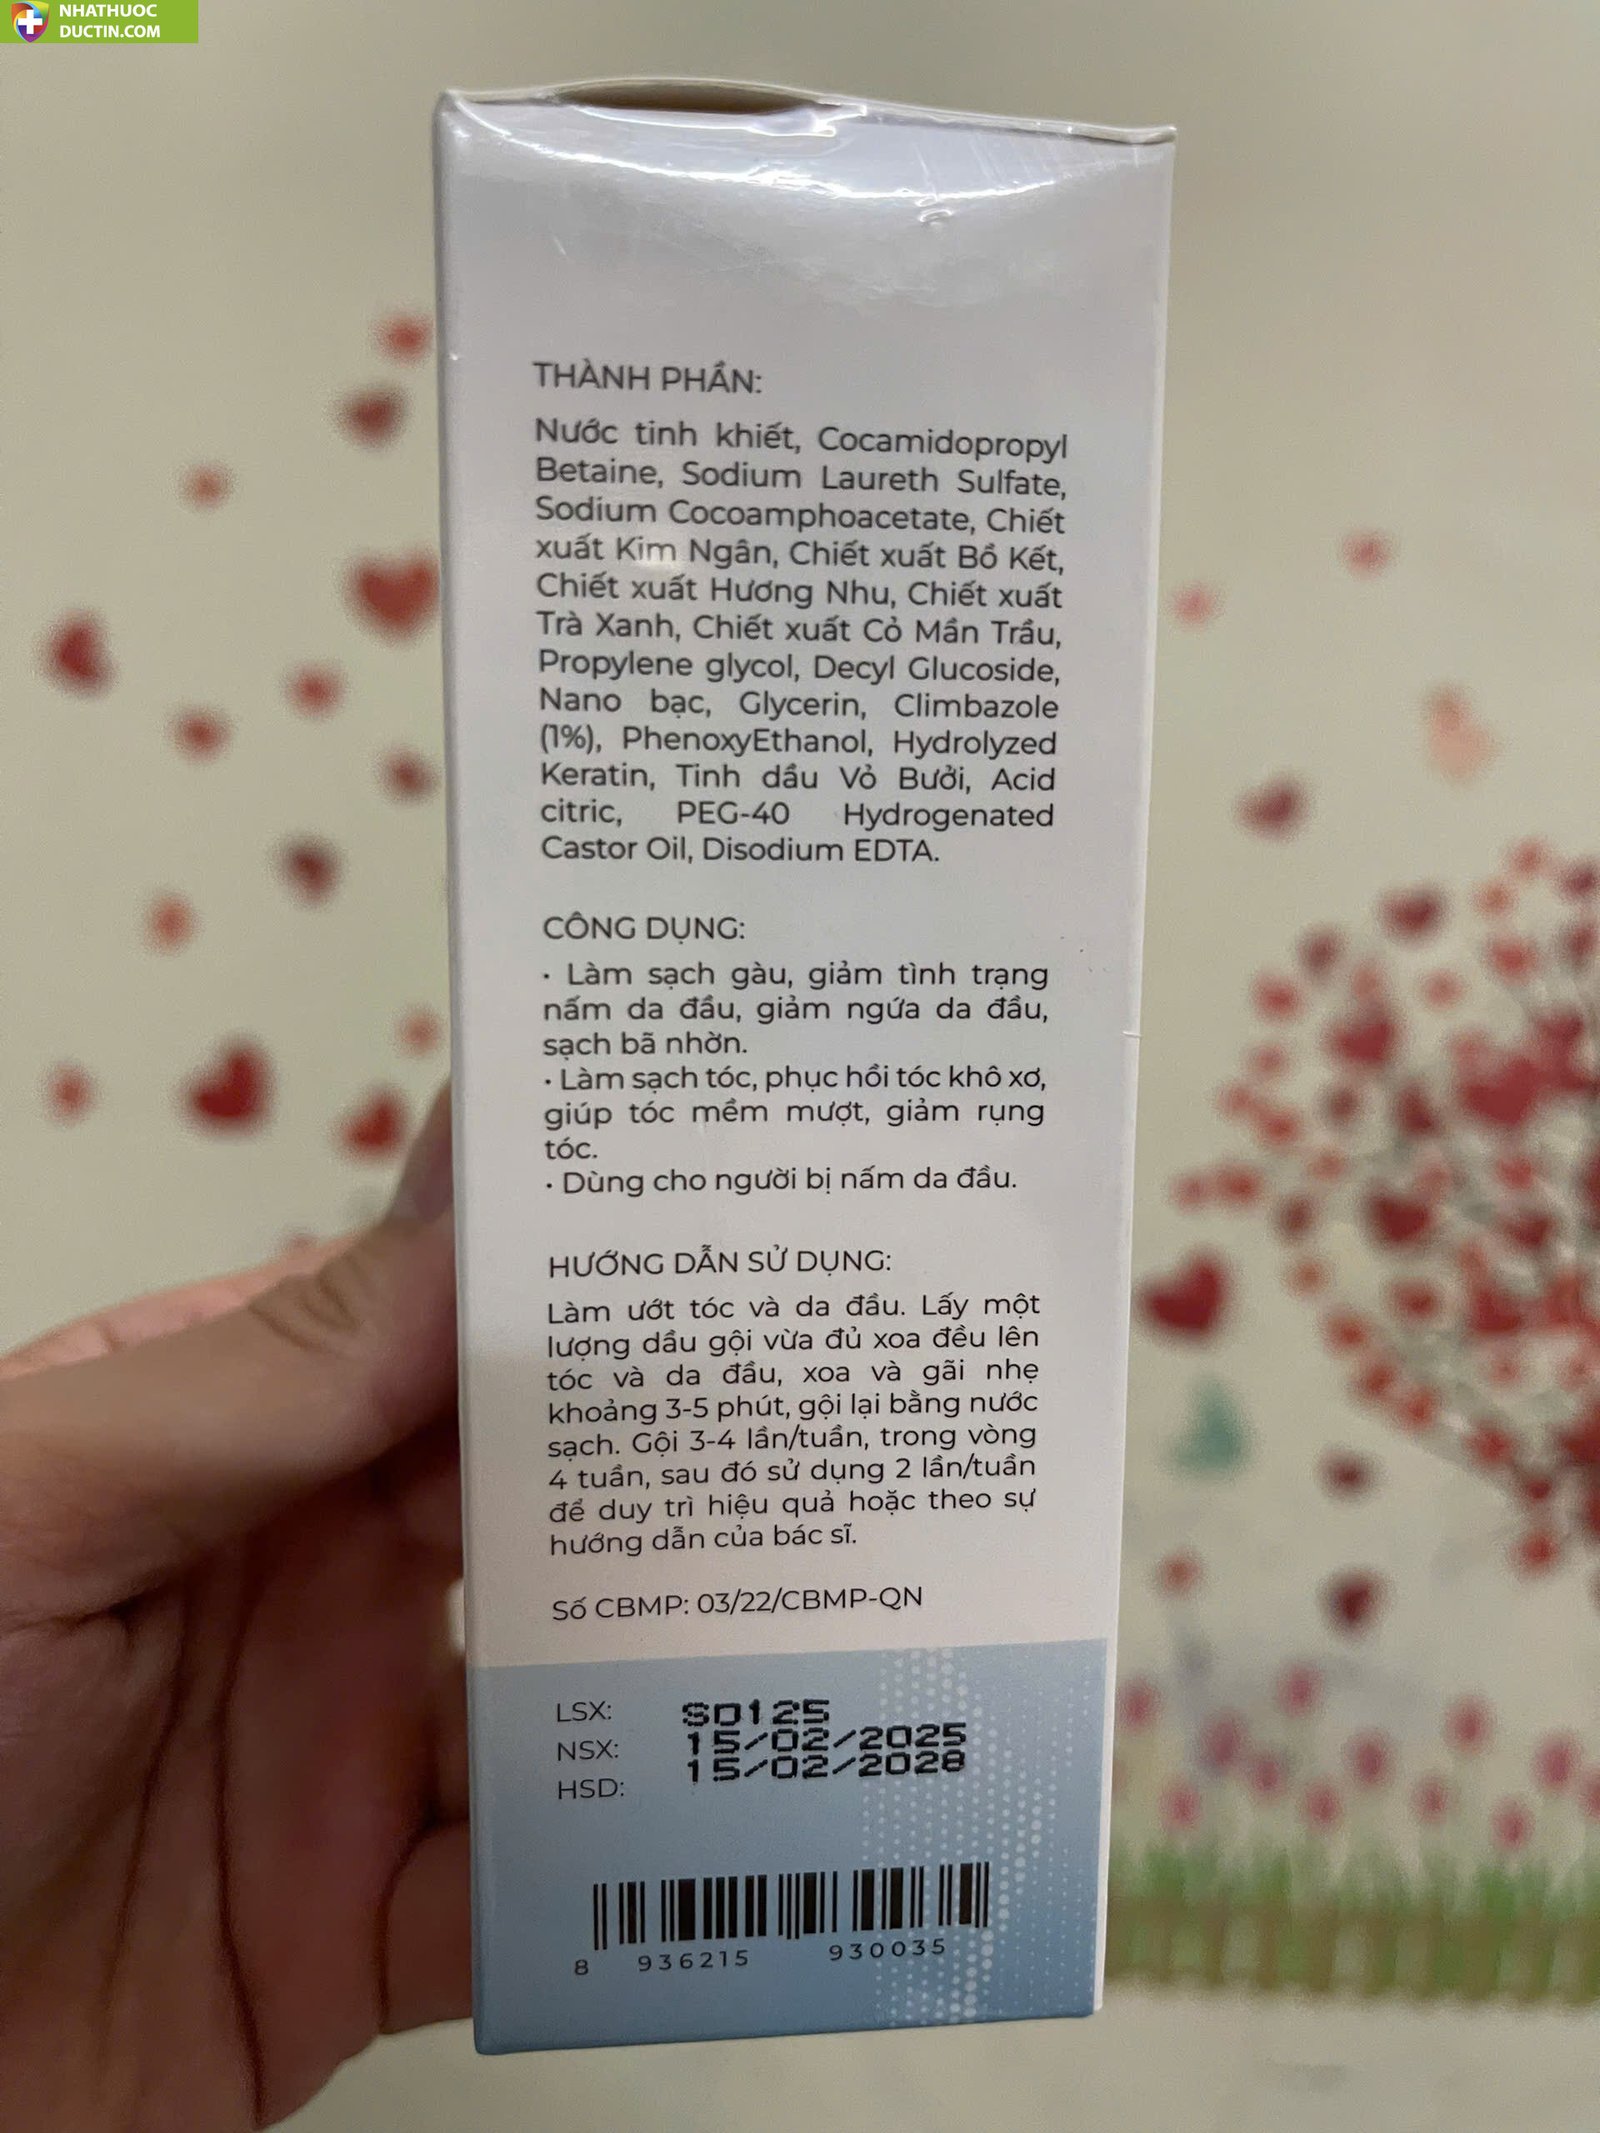 NHATHUOC
DUCTIN.COM
THÀNH PHẦN:
Nước tinh khiết, Cocamidopropyl
Betaine, Sodium Laureth Sulfate,
Sodium Cocoamphoacetate, Chiết
xuất Kim Ngân, Chiết xuất Bồ Kết,
Chiết xuất Hương Nhu, Chiết xuất
Trà Xanh, Chiết xuất Cỏ Mần Trầu,
Propylene glycol, Decyl Glucoside,
Nano bạc, Glycerin, Climbazole
(1%), PhenoxyEthanol, Hydrolyzed
Keratin, Tinh dầu Vỏ Bưởi, Acid
citric, PEG-40 Hydrogenated
Castor Oil, Disodium EDTA.
CÔNG DỤNG:
• Làm sạch gàu, giảm tình trạng
nấm da đầu, giảm ngứa da đầu,
sạch bã nhờn.
• Làm sạch tóc, phục hồi tóc khô xơ,
giúp tóc mềm mượt, giảm rụng
tóc.
• Dùng cho người bị nấm da đầu.
HƯỚNG DẪN SỬ DỤNG:
Làm ướt tóc và da đầu. Lấy một
lượng dầu gội vừa đủ xoa đều lên
tóc và da đầu, xoa và gãi nhẹ
khoảng 3-5 phút, gội lại bằng nước
sạch. Gội 3-4 lần/tuần, trong vòng
4 tuần, sau đó sử dụng 2 lần/tuần
để duy trì hiệu quả hoặc theo sự
hướng dẫn của bác sĩ.
Số CBMP: 03/22/CBMP-QN
LSX: SD125
NSX: 15/02/2025
HSD: 15/02/2028
8 936215 930035